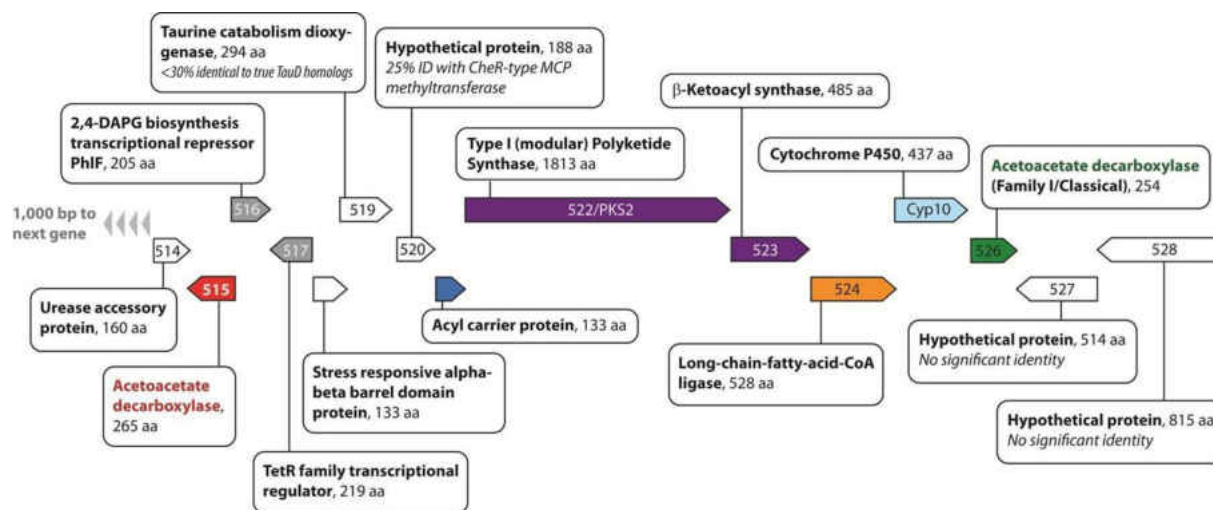 Taurine catabolism dioxy-
genase, 294 aa
<30% identical to true TauD homologs
Hypothetical protein, 188 aa
25% ID with CheR-type MCP
methyltransferase
β-Ketoacyl synthase, 485 aa
2,4-DAPG biosynthesis
transcriptional repressor
PhlF, 205 aa
Type I (modular) Polyketide
Synthase, 1813 aa
Cytochrome P450, 437 aa
Acetoacetate decarboxylase
(Family I/Classical), 254
1,000 bp to
next gene
516
519
522/PKS2
Cyp10
514
517
520
523
526
528
515
524
527
Urease accessory
protein, 160 aa
Acyl carrier protein, 133 aa
Hypothetical protein, 514 aa
No significant identity
Acetoacetate
decarboxylase,
265 aa
Stress responsive alpha-
beta barrel domain
protein, 133 aa
Long-chain-fatty-acid-CoA
ligase, 528 aa
Hypothetical protein, 815 aa
No significant identity
TetR family transcriptional
regulator, 219 aa